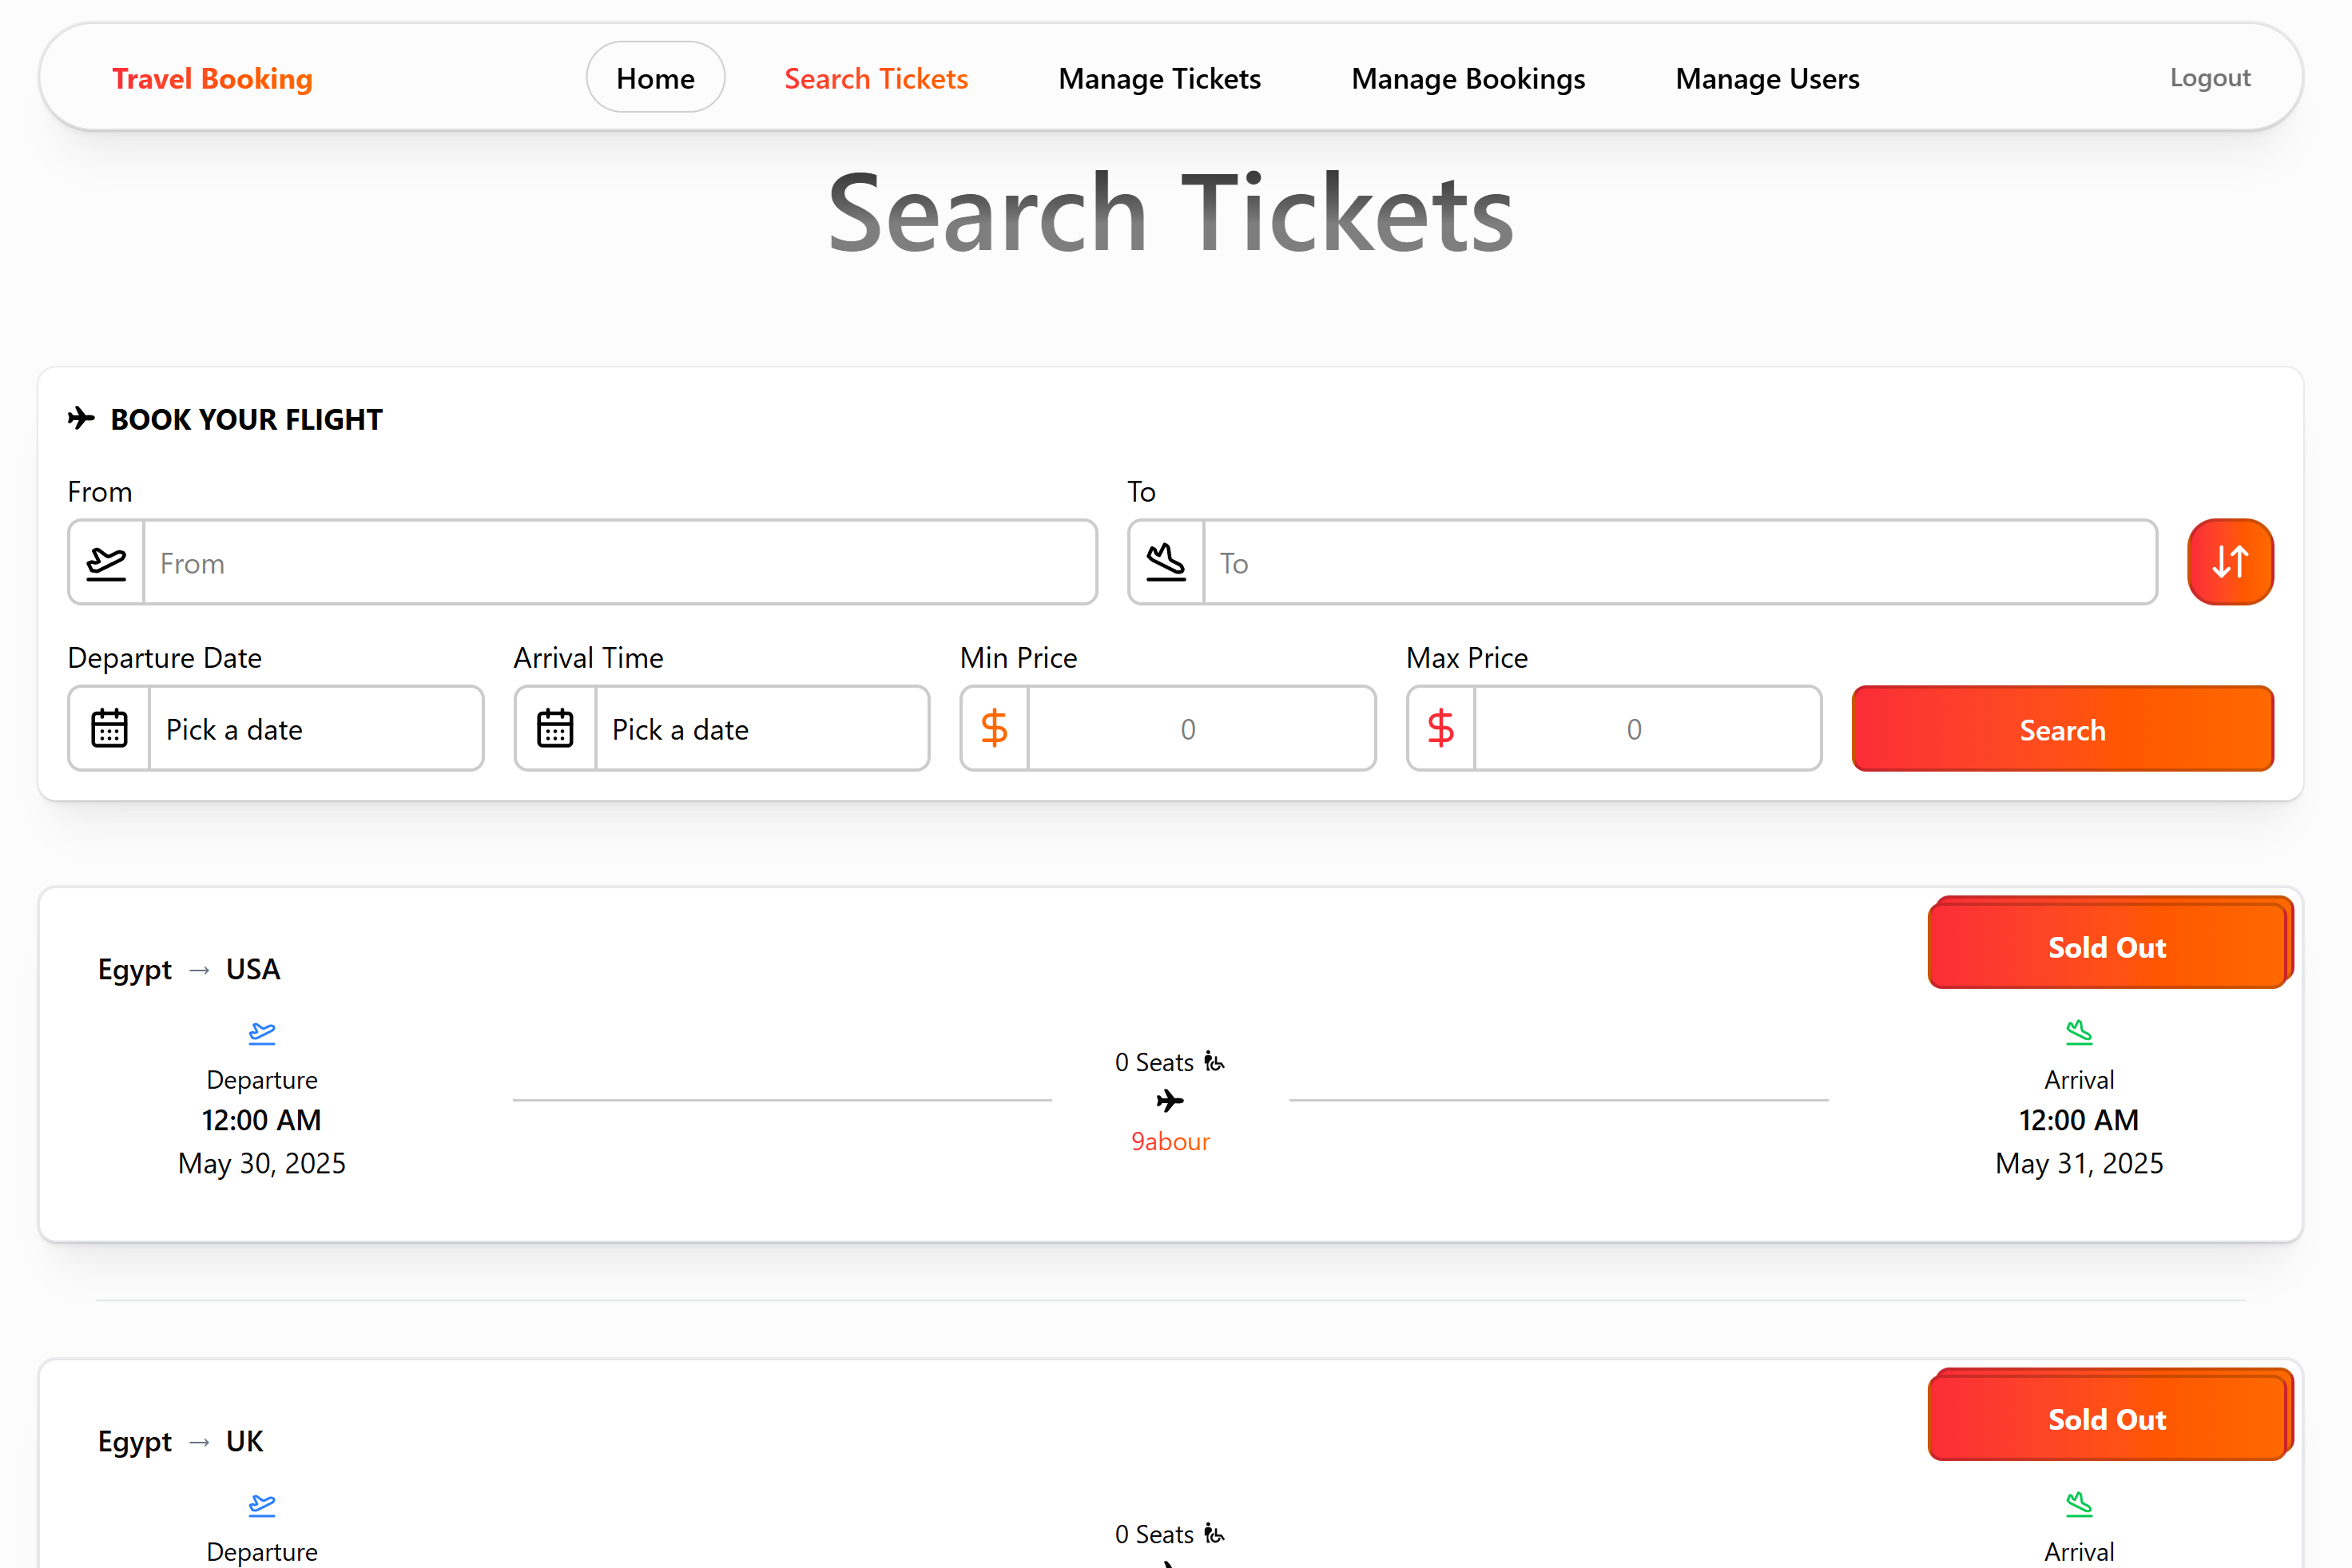 Travel Booking Home Search Tickets Manage Tickets Manage Bookings Manage Users Logout
Search Tickets
BOOK YOUR FLIGHT
From To
From To
Departure Date Arrival Time Min Price Max Price
Pick a date Pick a date $ 0 $ 0 Search
Sold Out
Egypt → USA
0 Seats
Departure Arrival
12:00 AM 12:00 AM
9abour
May 30, 2025 May 31, 2025
Sold Out
Egypt → UK
0 Seats
Departure Arrival